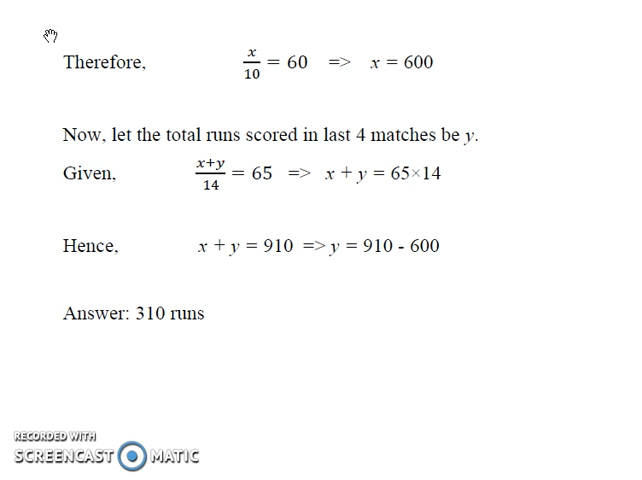 Therefore, x/10 = 60 => x = 600
Now, let the total runs scored in last 4 matches be y.
Given, x+y/14 = 65 => x + y = 65×14
Hence, x + y = 910 => y = 910 - 600
Answer: 310 runs
RECORDED WITH
SCREENCAST MATIC